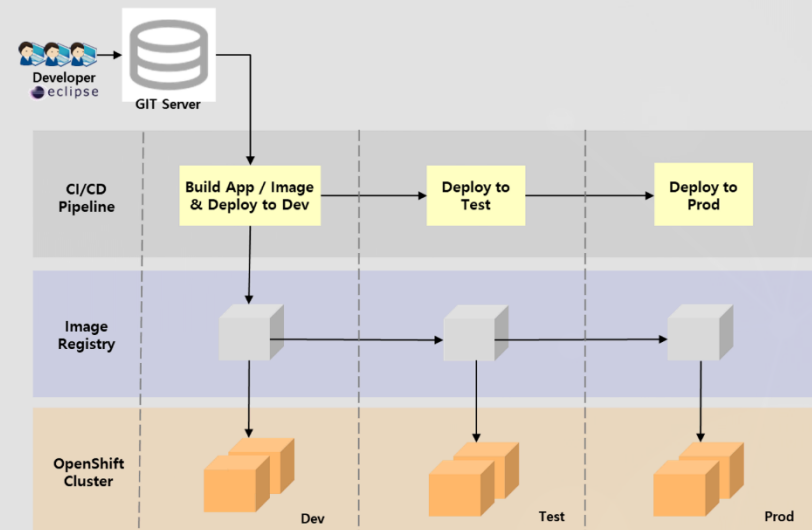 Developer
eclipse
GIT Server
CI/CD
Pipeline
Build App / Image
& Deploy to Dev
Deploy to
Test
Deploy to
Prod
Image
Registry
OpenShift
Cluster
Dev
Test
Prod